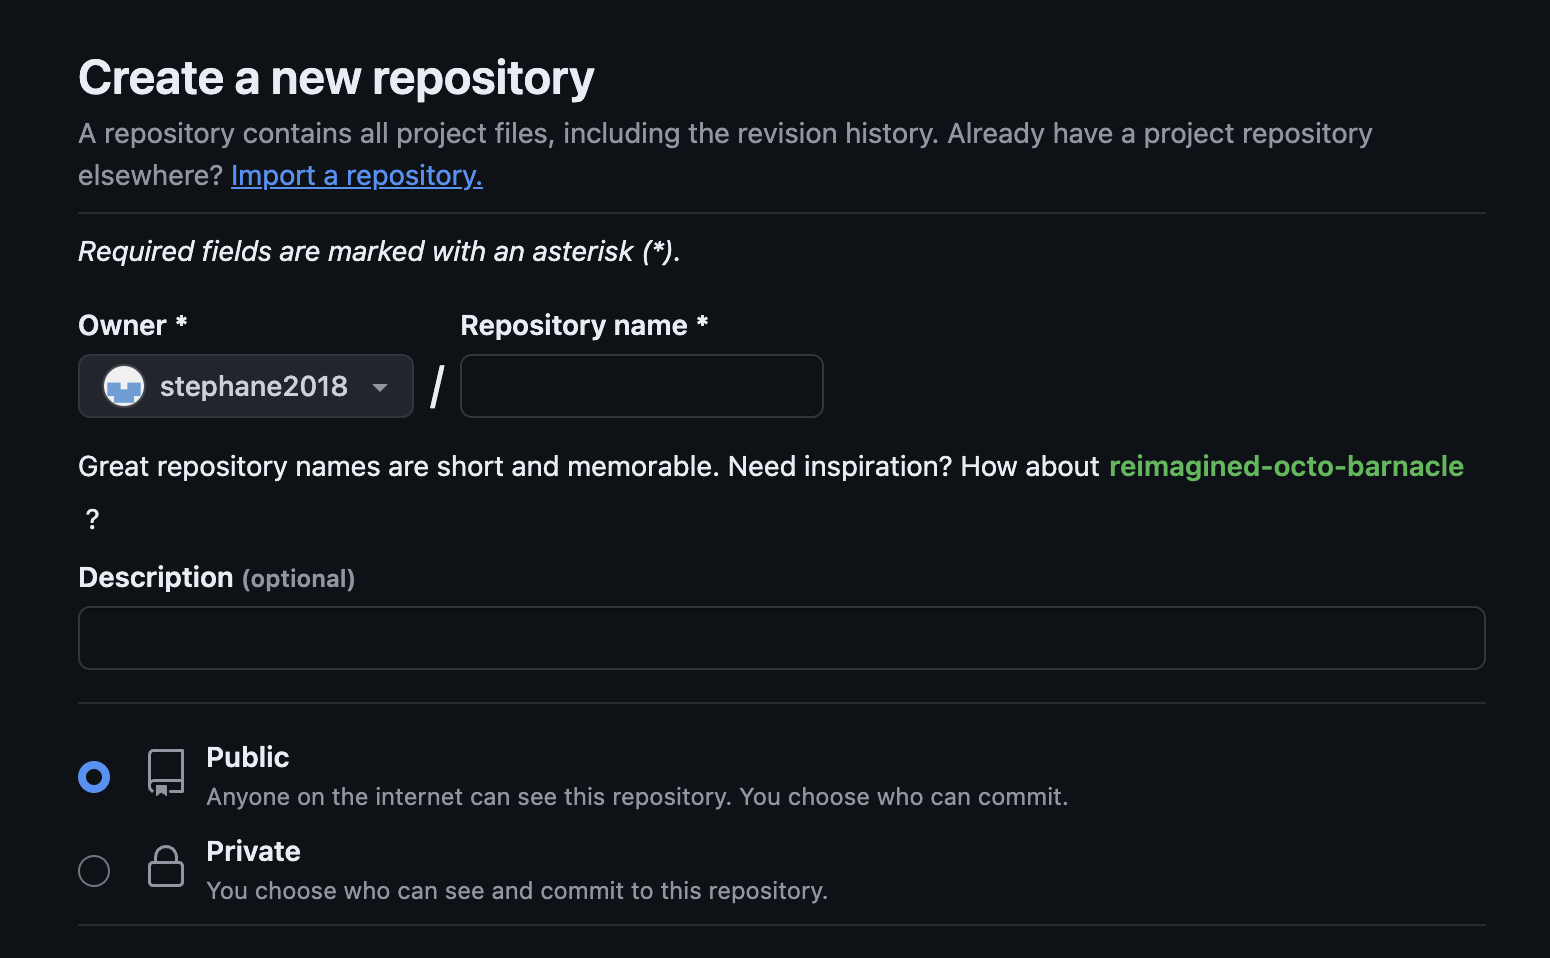 Create a new repository
A repository contains all project files, including the revision history. Already have a project repository
elsewhere? Import a repository.
Required fields are marked with an asterisk (*).
Owner * Repository name *
stephane2018 /
Great repository names are short and memorable. Need inspiration? How about reimagined-octo-barnacle
?
Description (optional)
Public
Anyone on the internet can see this repository. You choose who can commit.
Private
You choose who can see and commit to this repository.